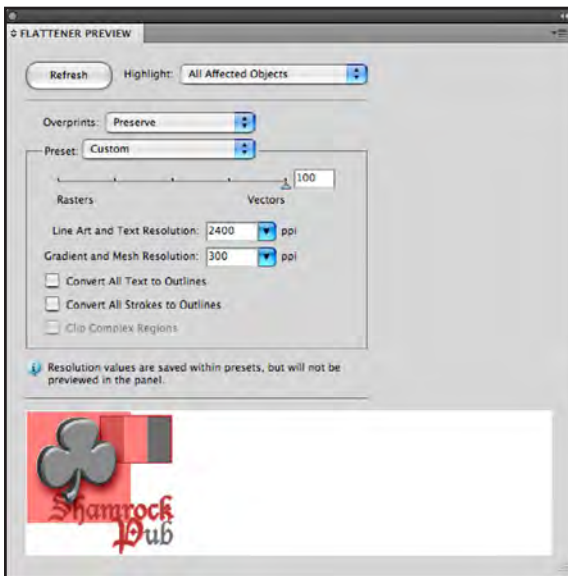 FLATTENER PREVIEW
Refresh Highlight: All Affected Objects
Overprints: Preserve
Preset: Custom
100
Rasters Vectors
Line Art and Text Resolution: 2400 ppi
Gradient and Mesh Resolution: 300 ppi
Convert All Text to Outlines
Convert All Strokes to Outlines
Clip Complex Regions
Resolution values are saved within presets, but will not be
previewed in the panel.
Shamrock
Pub